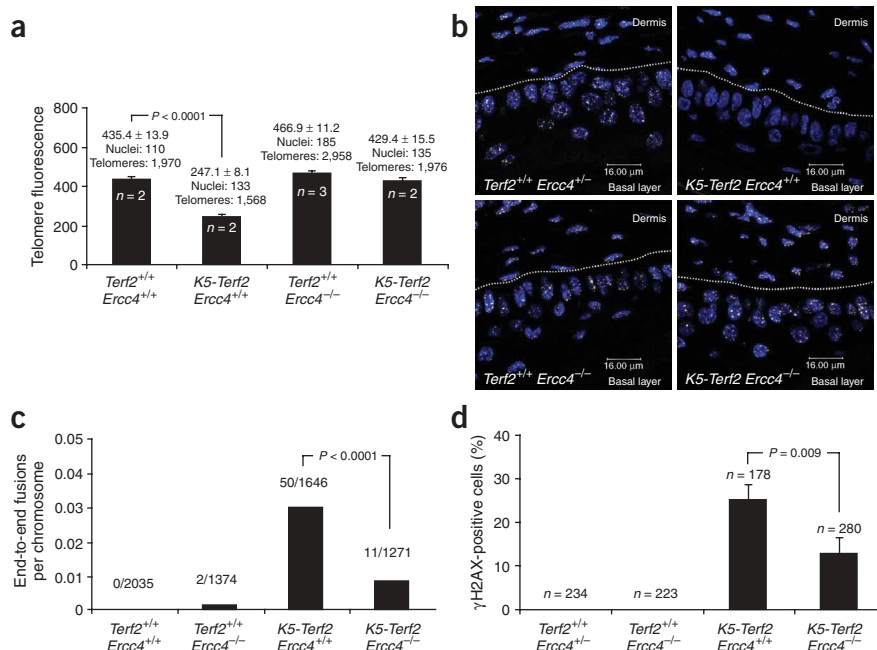 a
Telomere fluorescence
800
600
400
200
0
P < 0.0001
435.4 ± 13.9
Nuclei: 110
Telomeres: 1,970
n = 2
247.1 ± 8.1
Nuclei: 133
Telomeres: 1,568
n = 2
466.9 ± 11.2
Nuclei: 185
Telomeres: 2,958
n = 3
429.4 ± 15.5
Nuclei: 135
Telomeres: 1,976
n = 2
Terf2+/+
Ercc4+/+
K5-Terf2
Ercc4+/+
Terf2+/+
Ercc4–/–
K5-Terf2
Ercc4–/–
b
Dermis
16.00 µm
Terf2+/+ Ercc4+/–
Basal layer
Dermis
16.00 µm
K5-Terf2 Ercc4+/+
Basal layer
Dermis
16.00 µm
Terf2+/+ Ercc4–/–
Basal layer
Dermis
16.00 µm
K5-Terf2 Ercc4–/–
Basal layer
c
End-to-end fusions
per chromosome
0.05
0.04
0.03
0.02
0.01
0
P < 0.0001
0/2035
2/1374
50/1646
11/1271
Terf2+/+
Ercc4+/+
Terf2+/+
Ercc4–/–
K5-Terf2
Ercc4+/+
K5-Terf2
Ercc4–/–
d
γH2AX-positive cells (%)
40
30
20
10
0
P = 0.009
n = 234
n = 223
n = 178
n = 280
Terf2+/+
Ercc4+/–
Terf2+/+
Ercc4–/–
K5-Terf2
Ercc4+/+
K5-Terf2
Ercc4–/–